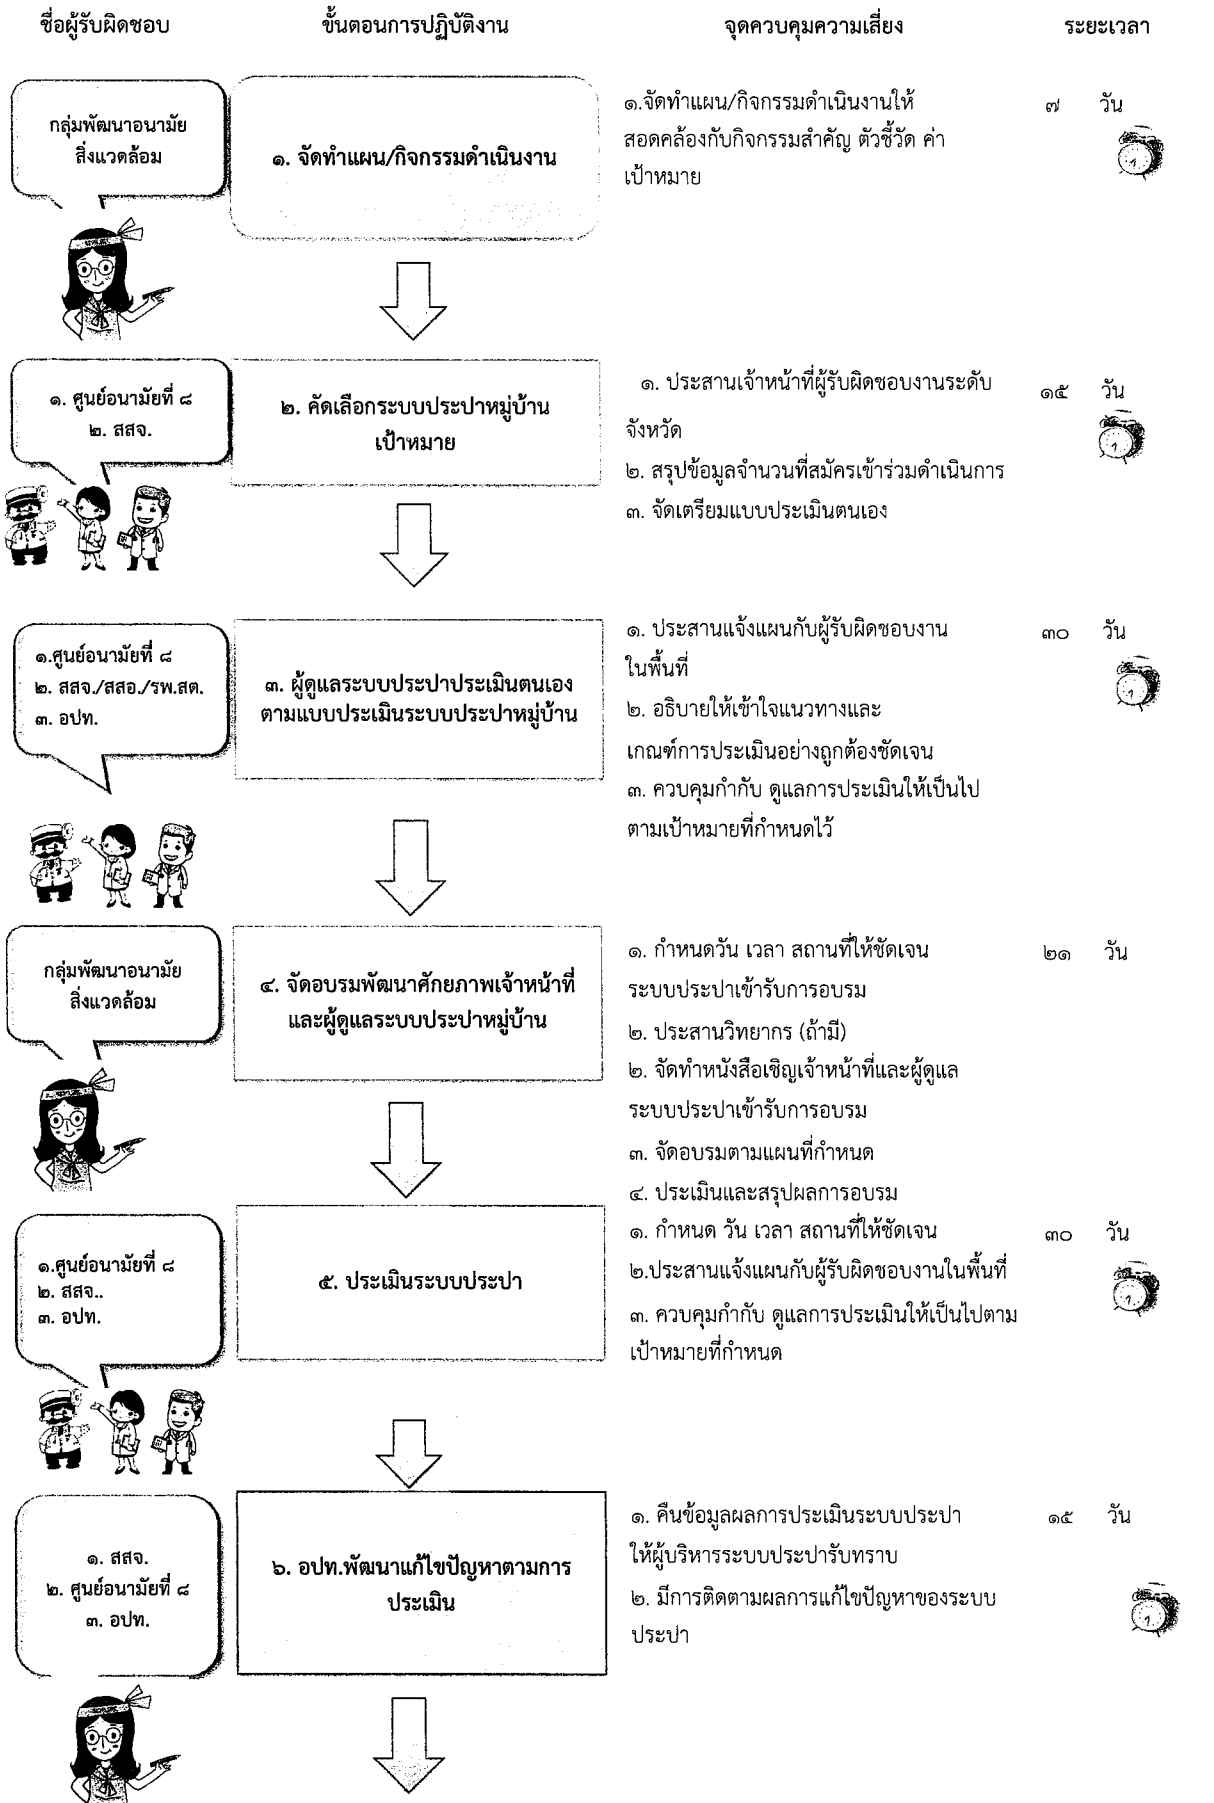 ชื่อผู้รับผิดชอบ
ขั้นตอนการปฏิบัติงาน
จุดควบคุมความเสี่ยง
ระยะเวลา
กลุ่มพัฒนาอนามัย
สิ่งแวดล้อม
๑. จัดทำแผน/กิจกรรมดำเนินงาน
๑.จัดทำแผน/กิจกรรมดำเนินงานให้
สอดคล้องกับกิจกรรมสำคัญ ตัวชี้วัด ค่า
เป้าหมาย
๗ วัน
๑. ศูนย์อนามัยที่ ๘
๒. สสจ.
๒. คัดเลือกระบบประปาหมู่บ้าน
เป้าหมาย
๑. ประสานเจ้าหน้าที่ผู้รับผิดชอบงานระดับ
จังหวัด
๒. สรุปข้อมูลจำนวนที่สมัครเข้าร่วมดำเนินการ
๓. จัดเตรียมแบบประเมินตนเอง
๑๕ วัน
๑.ศูนย์อนามัยที่ ๘
๒. สสจ./สสอ./รพ.สต.
๓. อปท.
๓. ผู้ดูแลระบบประปาประเมินตนเอง
ตามแบบประเมินระบบประปาหมู่บ้าน
๑. ประสานแจ้งแผนกับผู้รับผิดชอบงาน
ในพื้นที่
๒. อธิบายให้เข้าใจแนวทางและ
เกณฑ์การประเมินอย่างถูกต้องชัดเจน
๓. ควบคุมกำกับ ดูแลการประเมินให้เป็นไป
ตามเป้าหมายที่กำหนดไว้
๓๐ วัน
กลุ่มพัฒนาอนามัย
สิ่งแวดล้อม
๔. จัดอบรมพัฒนาศักยภาพเจ้าหน้าที่
และผู้ดูแลระบบประปาหมู่บ้าน
๑. กำหนดวัน เวลา สถานที่ให้ชัดเจน
ระบบประปาเข้ารับการอบรม
๒. ประสานวิทยากร (ถ้ามี)
๒. จัดทำหนังสือเชิญเจ้าหน้าที่และผู้ดูแล
ระบบประปาเข้ารับการอบรม
๓. จัดอบรมตามแผนที่กำหนด
๔. ประเมินและสรุปผลการอบรม
๒๑ วัน
๑.ศูนย์อนามัยที่ ๘
๒. สสจ..
๓. อปท.
๕. ประเมินระบบประปา
๑. กำหนด วัน เวลา สถานที่ให้ชัดเจน
๒.ประสานแจ้งแผนกับผู้รับผิดชอบงานในพื้นที่
๓. ควบคุมกำกับ ดูแลการประเมินให้เป็นไปตาม
เป้าหมายที่กำหนด
๓๐ วัน
๑. สสจ.
๒. ศูนย์อนามัยที่ ๘
๓. อปท.
๖. อปท.พัฒนาแก้ไขปัญหาตามการ
ประเมิน
๑. คืนข้อมูลผลการประเมินระบบประปา
ให้ผู้บริหารระบบประปารับทราบ
๒. มีการติดตามผลการแก้ไขปัญหาของระบบ
ประปา
๑๕ วัน